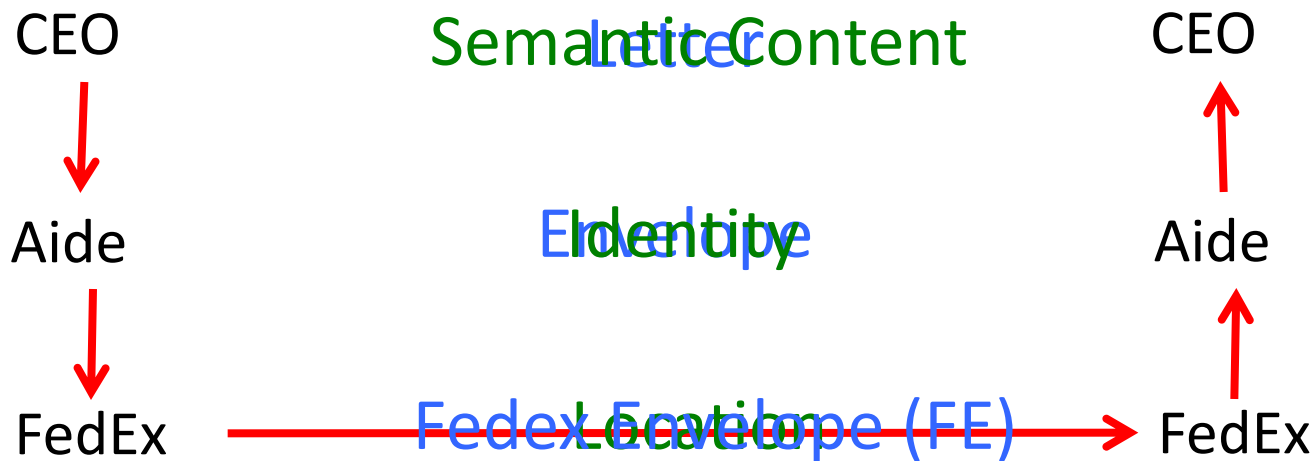 CEO
Semantic Content
Letter
CEO
Aide
Envelope
Identity
Aide
FedEx
Fedex Envelope (FE)
Location
FedEx